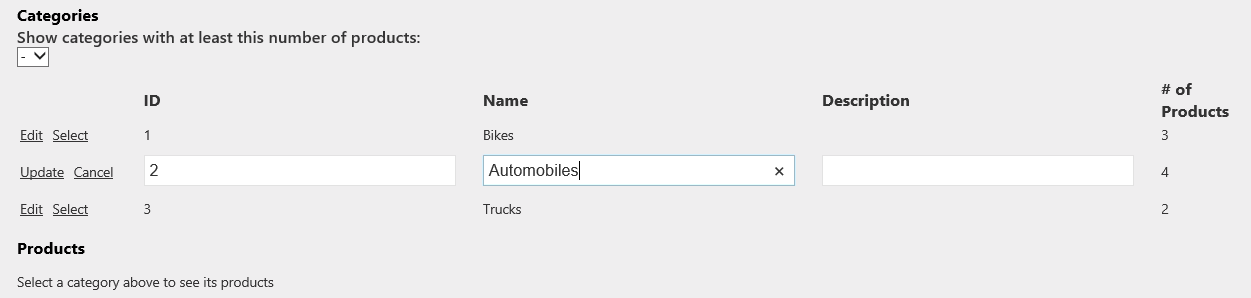 Categories
Show categories with at least this number of products:
-
ID Name Description # of Products
Edit Select 1 Bikes 3
Update Cancel 2 Automobiles × 4
Edit Select 3 Trucks 2
Products
Select a category above to see its products